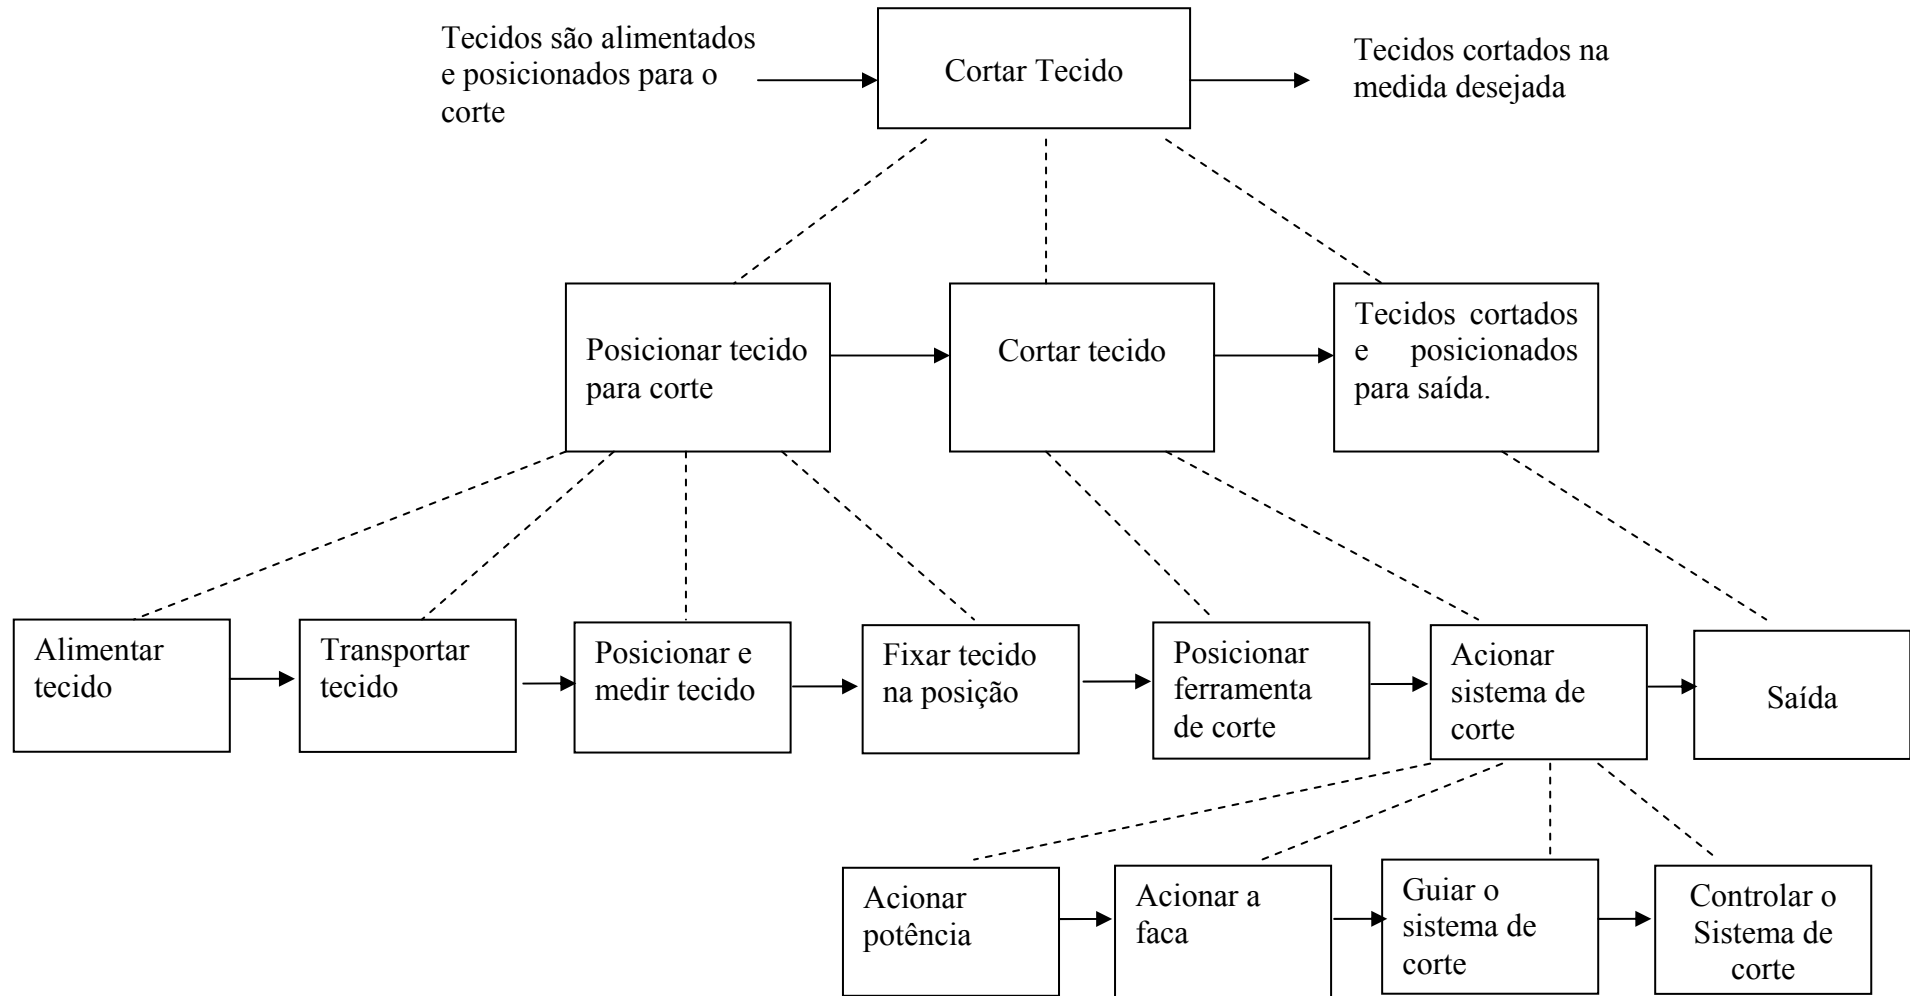 Tecidos são alimentados
e posicionados para o
corte
Cortar Tecido
Tecidos cortados na
medida desejada
Posicionar tecido
para corte
Cortar tecido
Tecidos cortados
e posicionados
para saída.
Alimentar
tecido
Transportar
tecido
Posicionar e
medir tecido
Fixar tecido
na posição
Posicionar
ferramenta
de corte
Acionar
sistema de
corte
Saída
Acionar
potência
Acionar a
faca
Guiar o
sistema de
corte
Controlar o
Sistema de
corte